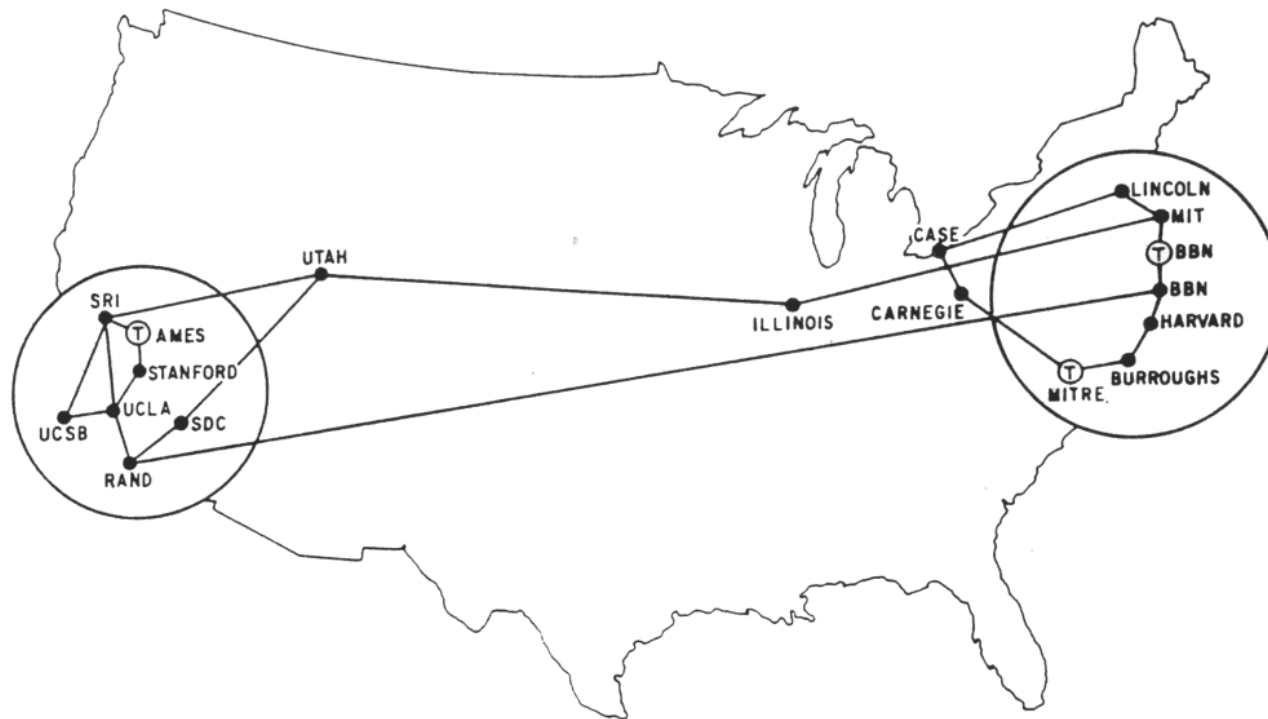 LINCOLN
MIT
CASE
T BBN
UTAH
BBN
SRI
ILLINOIS
CARNEGIE
HARVARD
T AMES
STANFORD
T
MITRE
BURROUGHS
UCLA
SDC
UCSB
RAND